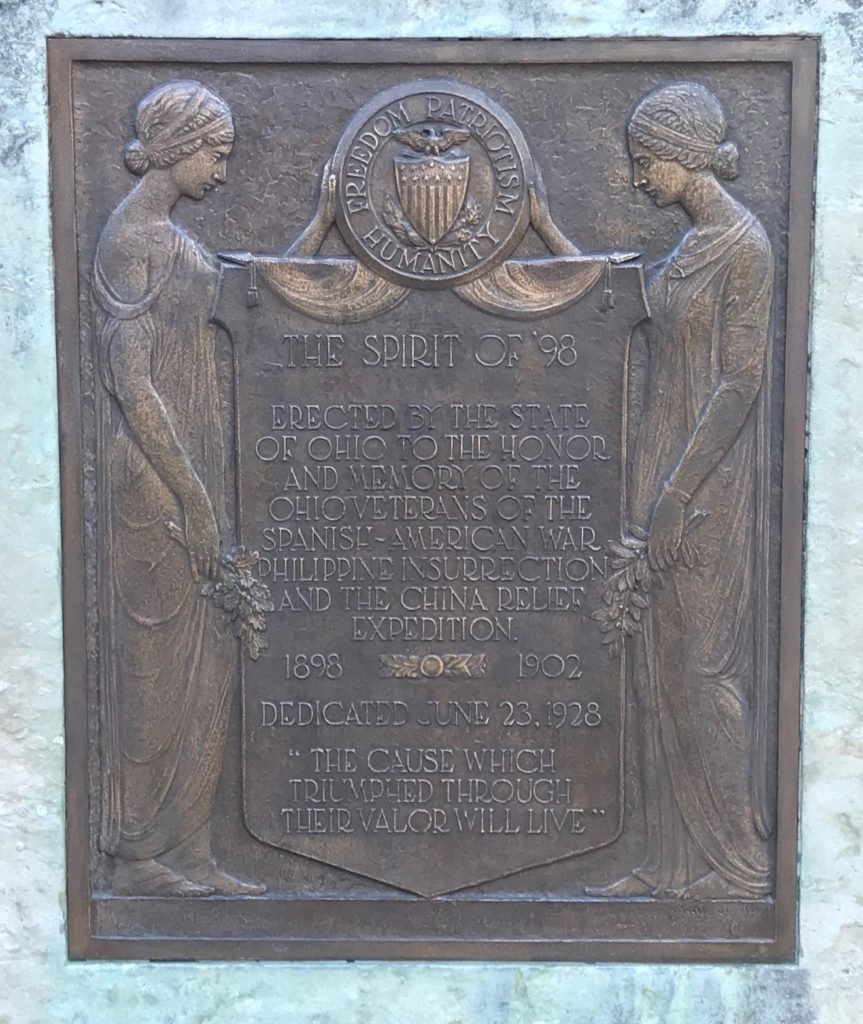 FREEDOM PATRIOTISM
HUMANITY
THE SPIRIT OF '98
ERECTED BY THE STATE
OF OHIO TO THE HONOR
AND MEMORY OF THE
OHIO VETERANS OF THE
SPANISH-AMERICAN WAR
PHILIPPINE INSURRECTION
AND THE CHINA RELIEF
EXPEDITION.
1898 1902
DEDICATED JUNE 23, 1928
"THE CAUSE WHICH
TRIUMPHED THROUGH
THEIR VALOR WILL LIVE"